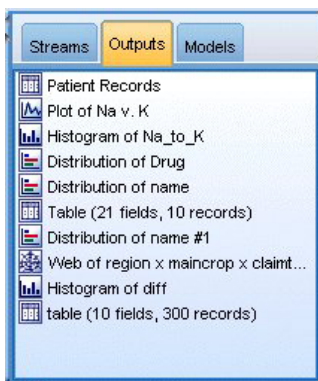 Streams Outputs Models
Patient Records
Plot of Na v. K
Histogram of Na_to_K
Distribution of Drug
Distribution of name
Table (21 fields, 10 records)
Distribution of name #1
Web of region x maincrop x claimt...
Histogram of diff
table (10 fields, 300 records)